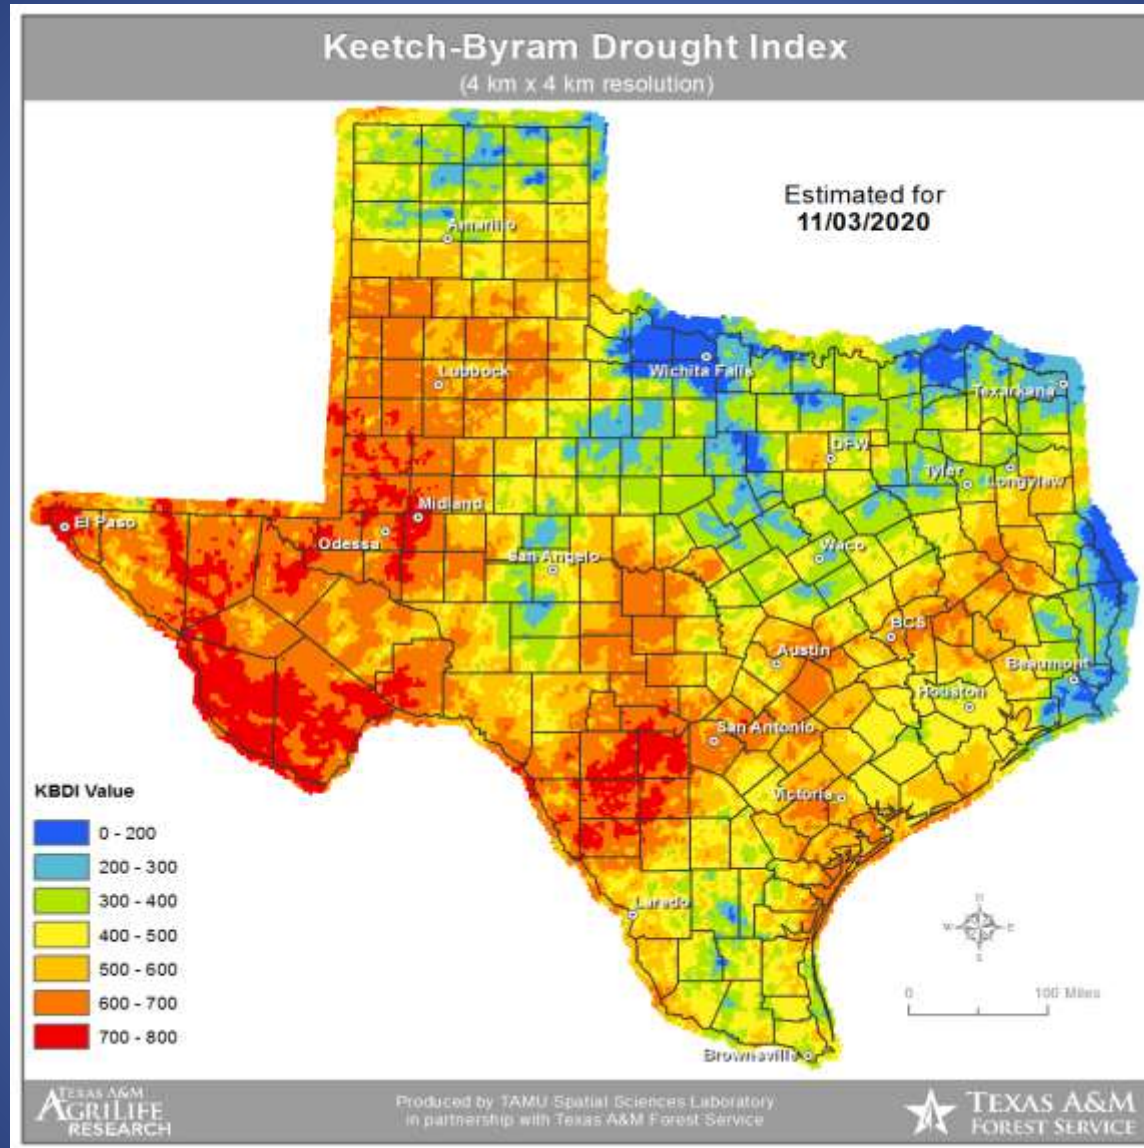 Keetch-Byram Drought Index
(4 km x 4 km resolution)
Estimated for
11/03/2020
Amarillo
Wichita Falls
Lubbock
Texarkana
DFW
Tyler
Longview
Midland
El Paso
Odessa
San Angelo
Waco
BCS
Austin
Beaumont
Houston
San Antonio
Victoria
KBDI Value
0 - 200
200 - 300
300 - 400
400 - 500
500 - 600
600 - 700
700 - 800
Laredo
N
W E
S
0 100 Miles
Brownsville
TEXAS A&M
AGRILIFE
RESEARCH
Produced by TAMU Spatial Sciences Laboratory
in partnership with Texas A&M Forest Service
TEXAS A&M
FOREST SERVICE